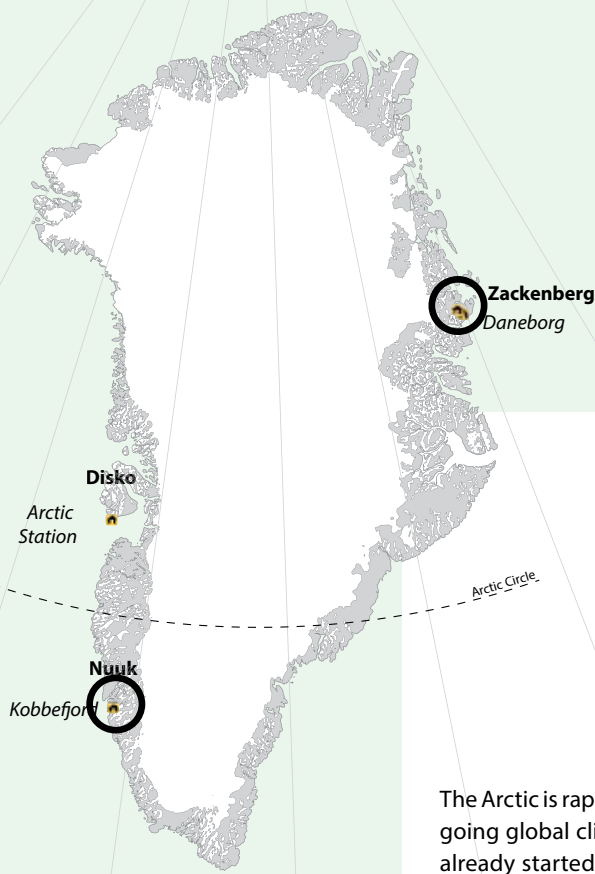 Zackenberg
Daneborg
Disko
Arctic
Station
Arctic Circle
Nuuk
Kobbefjord
The Arctic is rap
going global cli
already started